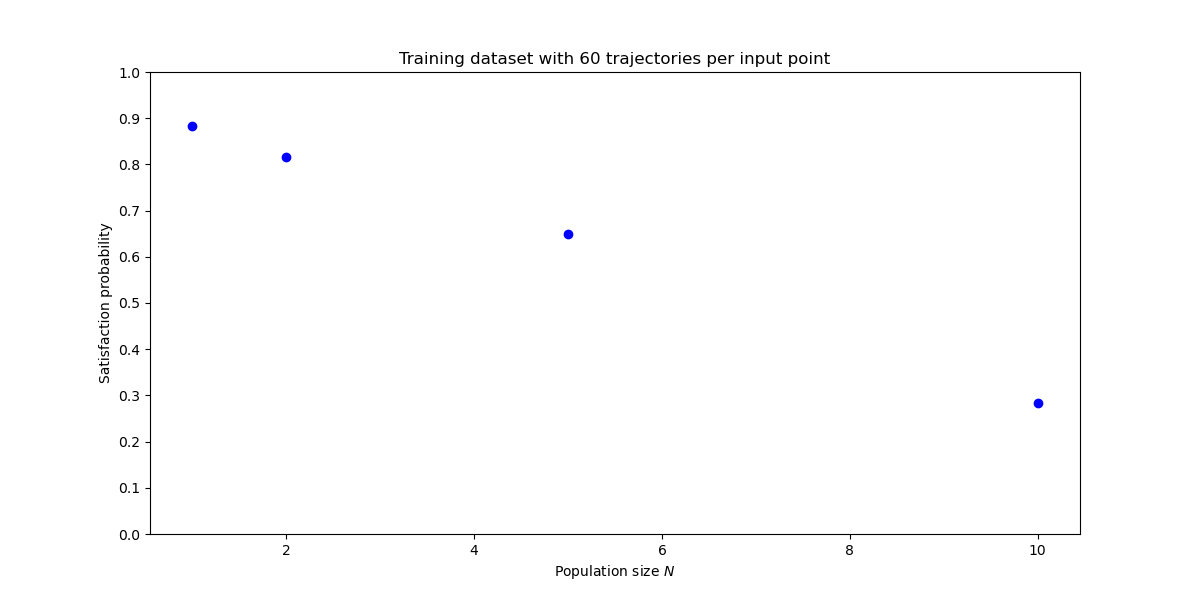 Training dataset with 60 trajectories per input point
1.0
0.9
0.8
0.7
0.6
0.5
0.4
0.3
0.2
0.1
0.0
Satisfaction probability
2 4 6 8 10
Population size N